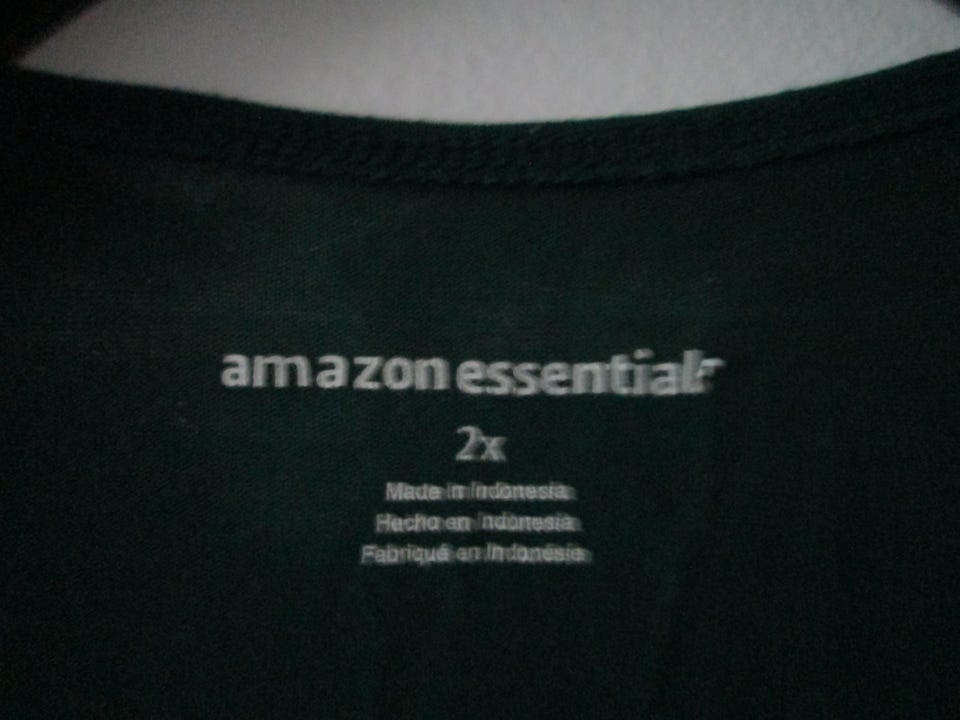 amazon essentials
2x
Made in Indonesia
Hecho en Indonesia
Fabriqué en Indonésie